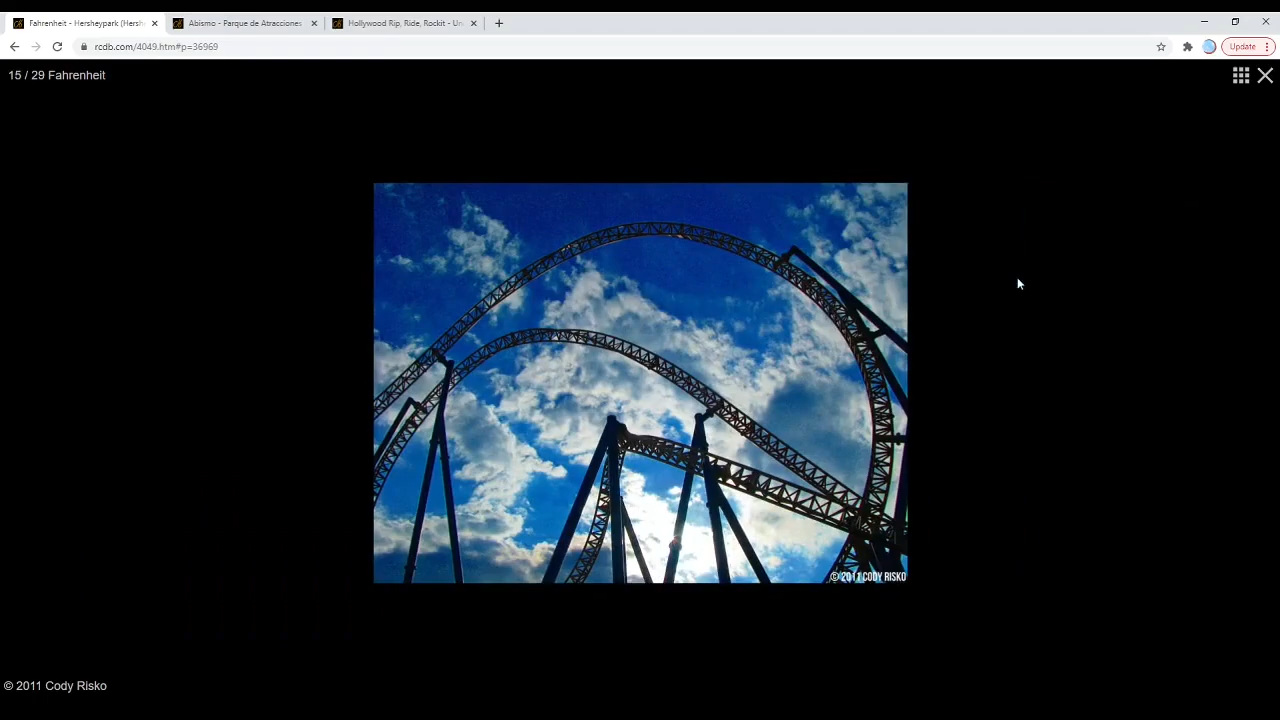 Fahrenheit - Hersheypark (Hersh
Abismo - Parque de Atracciones
Hollywood Rip, Ride, Rockit - Un
rcdb.com/4049.htm#p=36969
Update
15 / 29 Fahrenheit
© 2011 CODY RISKO
© 2011 Cody Risko